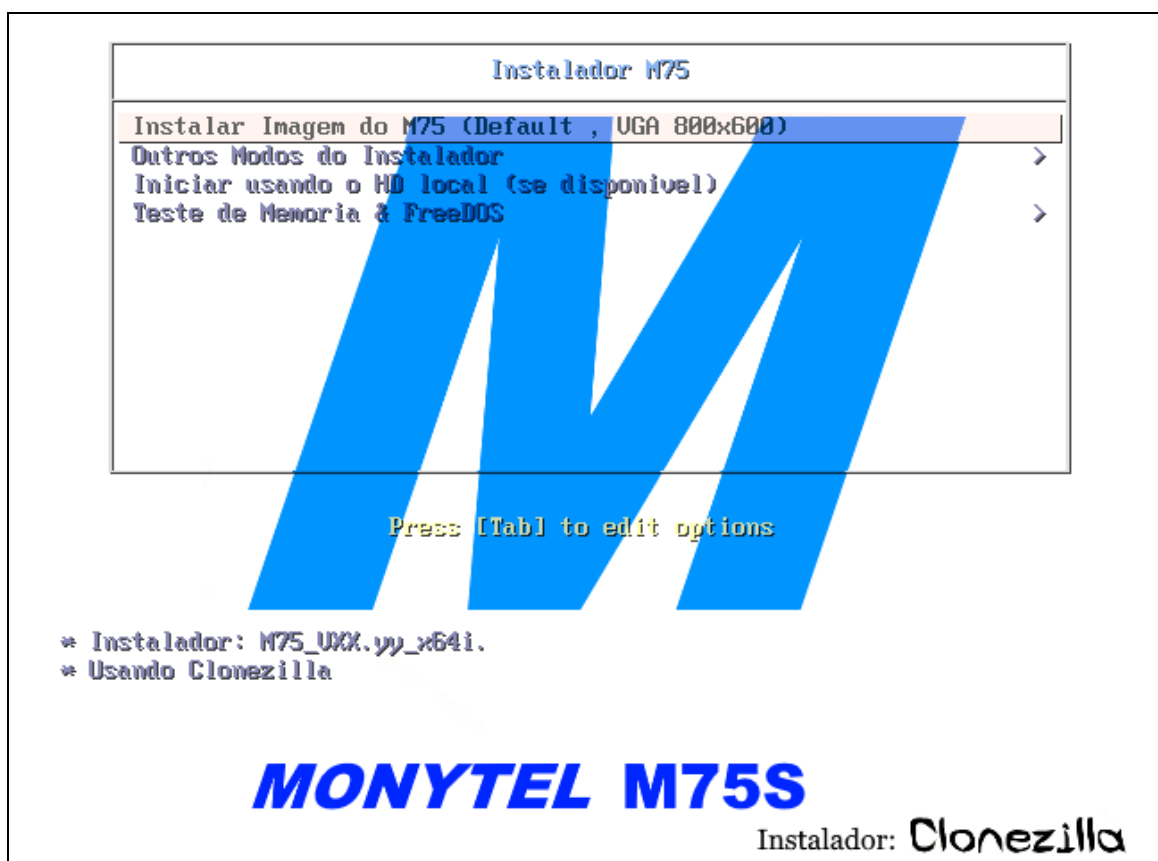 Instalador M75
Instalar Imagem do M75 (Default , VGA 800x600)
Outros Modos do Instalador >
Iniciar usando o HD local (se disponivel)
Teste de Memoria & FreeDOS >
Press [Tab] to edit options
* Instalador: M75_VXX.yy_x64i.
* Usando Clonezilla
MONYTEL M75S
Instalador: Clonezilla